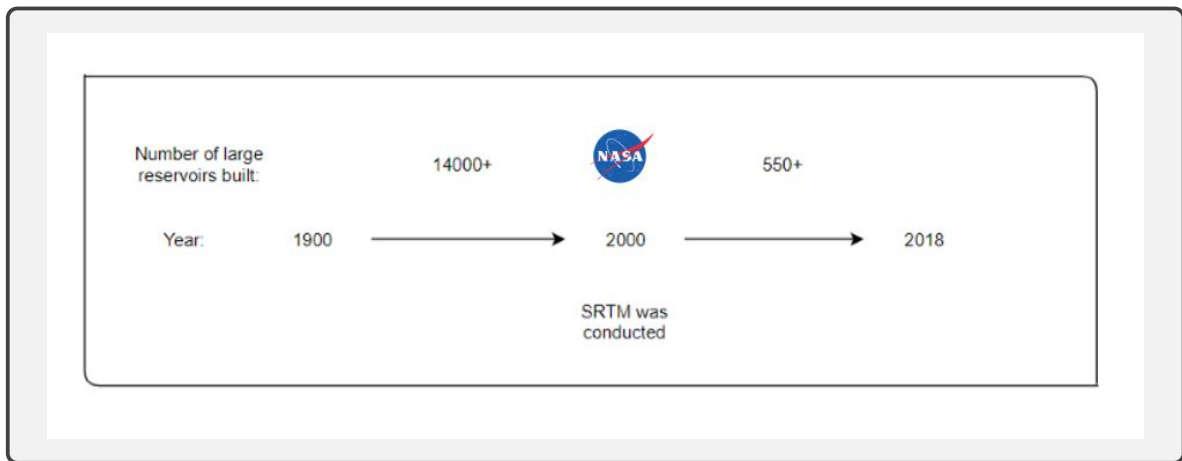 Number of large
reservoirs built:
14000+
NASA
550+
Year:
1900
2000
2018
SRTM was
conducted